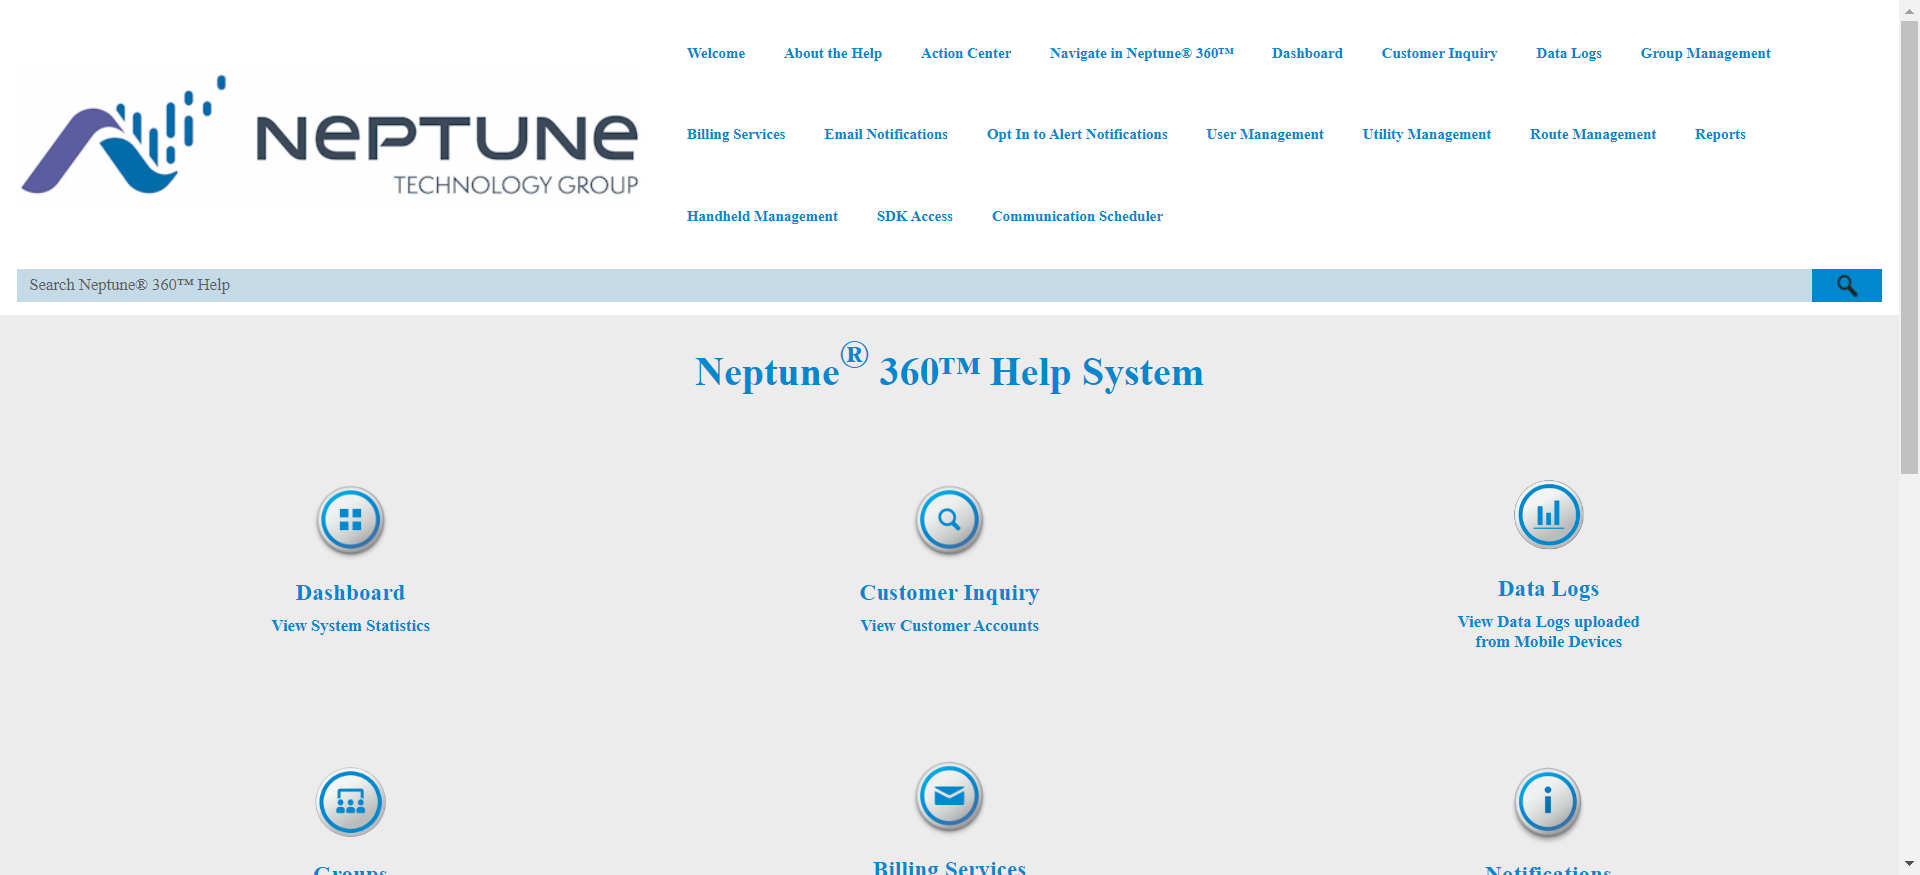 NEPTUNE
TECHNOLOGY GROUP
Welcome About the Help Action Center Navigate in Neptune® 360™ Dashboard Customer Inquiry Data Logs Group Management
Billing Services Email Notifications Opt In to Alert Notifications User Management Utility Management Route Management Reports
Handheld Management SDK Access Communication Scheduler
Search Neptune® 360™ Help
Neptune® 360™ Help System
Dashboard
View System Statistics
Customer Inquiry
View Customer Accounts
Data Logs
View Data Logs uploaded
from Mobile Devices
Groups
Billing Services
Notifications